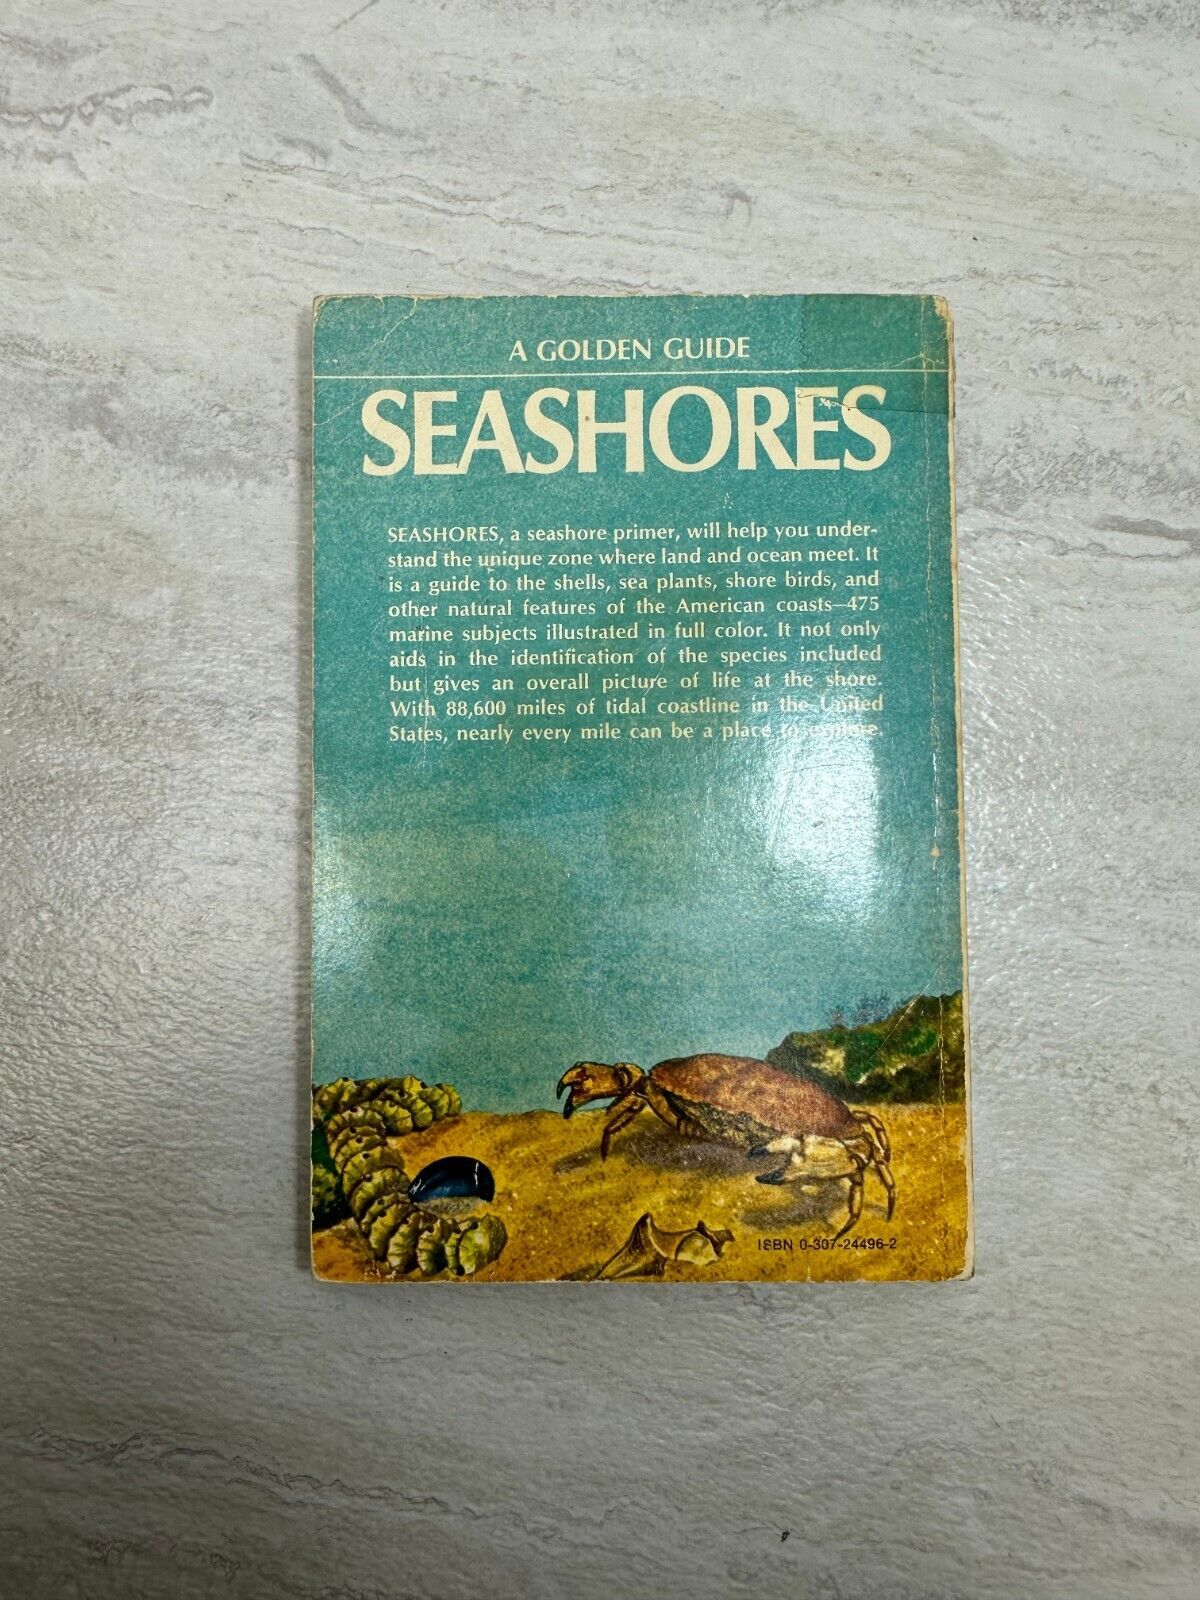 A GOLDEN GUIDE
SEASHORES
SEASHORES, a seashore primer, will help you under-
stand the unique zone where land and ocean meet. It
is a guide to the shells, sea plants, shore birds, and
other natural features of the American coasts—475
marine subjects illustrated in full color. It not only
aids in the identification of the species included
but gives an overall picture of life at the shore.
With 88,600 miles of tidal coastline in the United
States, nearly every mile can be a place to explore.
ISBN 0-307-24496-2